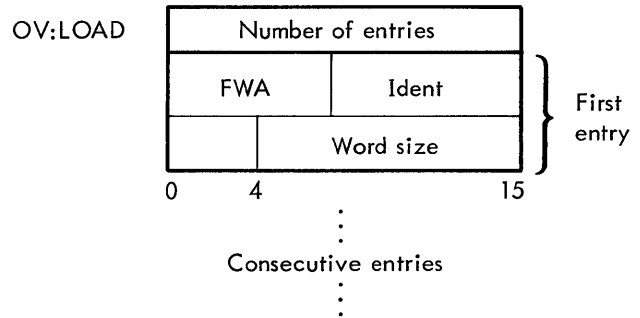 OV:LOAD
Number of entries
FWA Ident
First
entry
Word size
0 4 15
Consecutive entries